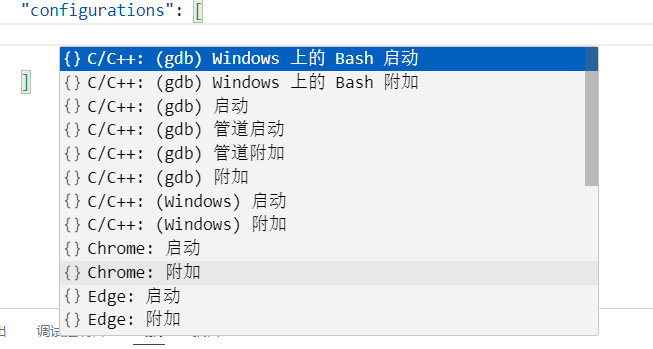 "configurations": [
{} C/C++: (gdb) Windows 上的 Bash 启动
{} C/C++: (gdb) Windows 上的 Bash 附加
]
{} C/C++: (gdb) 启动
{} C/C++: (gdb) 管道启动
{} C/C++: (gdb) 管道附加
{} C/C++: (gdb) 附加
{} C/C++: (Windows) 启动
{} C/C++: (Windows) 附加
{} Chrome: 启动
{} Chrome: 附加
{} Edge: 启动
{} Edge: 附加
出 调试